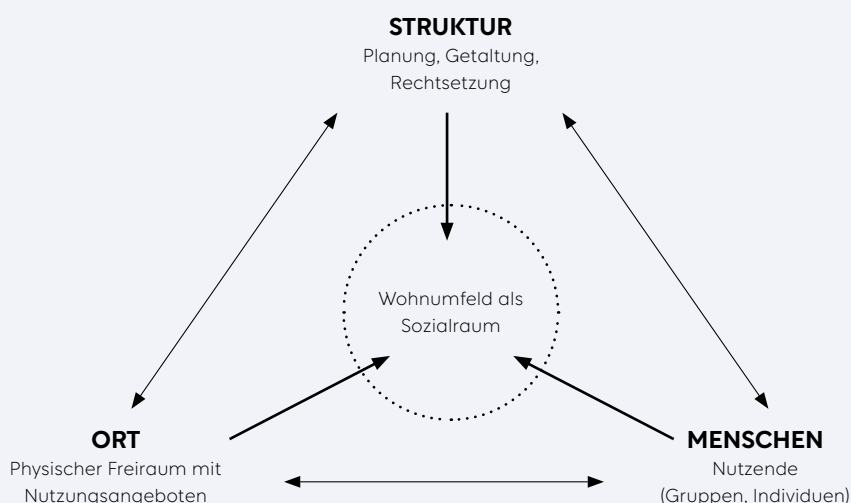 STRUKTUR
Planung, Getaltung,
Rechtsetzung
Wohnumfeld als
Sozialraum
ORT
Physischer Freiraum mit
Nutzungsangeboten
MENSCHEN
Nutzende
(Gruppen, Individuen)